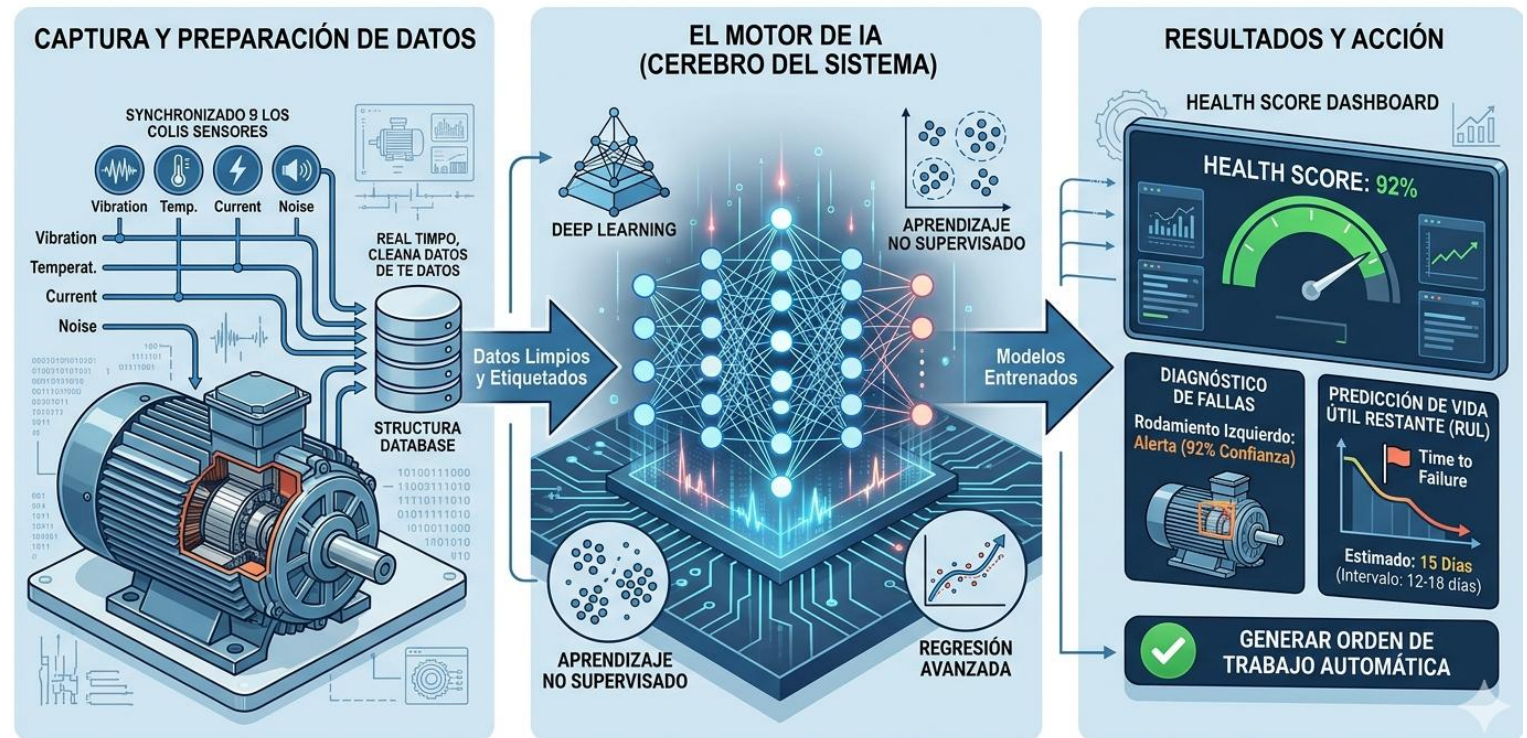 CAPTURA Y PREPARACIÓN DE DATOS
SYNCHRONIZADO 9 LOS
COLIS SENSORES
Vibration
Temp.
Current
Noise
Vibration
Temperat.
Current
Noise
REAL TIMPO,
CLEANA DATOS
DE TE DATOS
STRUCTURA
DATABASE
10100111000
Datos Limpios
y Etiquetados
EL MOTOR DE IA
(CEREBRO DEL SISTEMA)
DEEP LEARNING
APRENDIZAJE
NO SUPERVISADO
APRENDIZAJE
NO SUPERVISADO
REGRESIÓN
AVANZADA
Modelos
Entrenados
RESULTADOS Y ACCIÓN
HEALTH SCORE DASHBOARD
HEALTH SCORE: 92%
DIAGNÓSTICO
DE FALLAS
Rodamiento Izquierdo:
Alerta (92% Confianza)
PREDICCIÓN DE VIDA
ÚTIL RESTANTE (RUL)
Time to
Failure
Estimado: 15 Días
(Intervalo: 12-18 días)
GENERAR ORDEN DE
TRABAJO AUTOMÁTICA